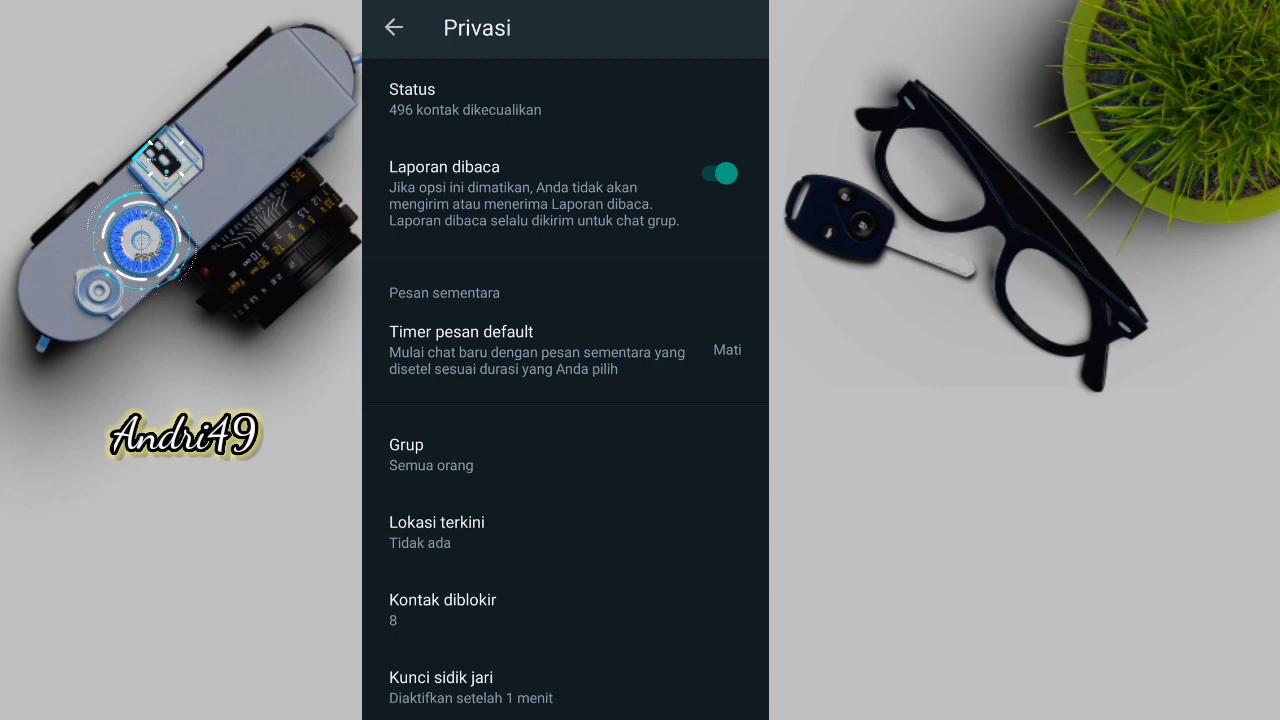 Privasi
Status
496 kontak dikecualikan
Laporan dibaca
Jika opsi ini dimatikan, Anda tidak akan
mengirim atau menerima Laporan dibaca.
Laporan dibaca selalu dikirim untuk chat grup.
Pesan sementara
Timer pesan default
Mulai chat baru dengan pesan sementara yang
disetel sesuai durasi yang Anda pilih
Mati
Grup
Semua orang
Lokasi terkini
Tidak ada
Kontak diblokir
8
Kunci sidik jari
Diaktifkan setelah 1 menit
Andri49